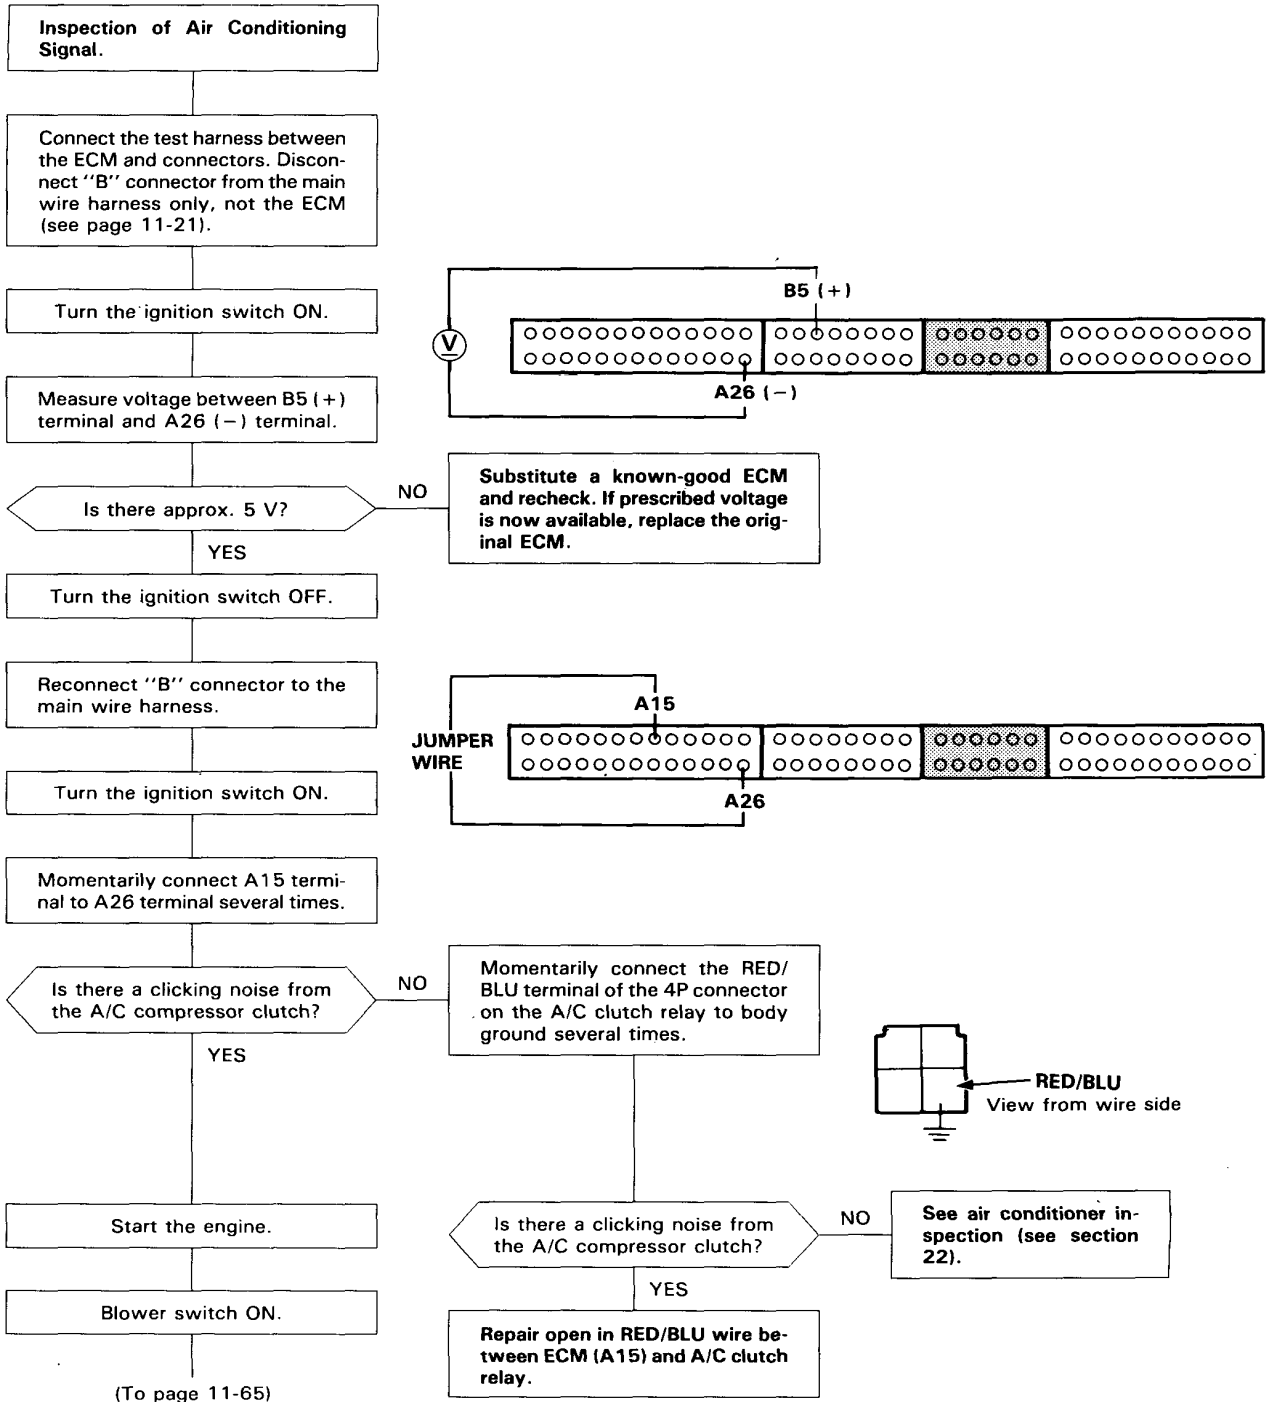 Inspection of Air Conditioning
Signal.
Connect the test harness between
the ECM and connectors. Discon-
nect "B" connector from the main
wire harness only, not the ECM
(see page 11-21).
Turn the ignition switch ON.
Measure voltage between B5 (+)
terminal and A26 (−) terminal.
B5 (+)
V
A26 (−)
Is there approx. 5 V?
NO
Substitute a known-good ECM
and recheck. If prescribed voltage
is now available, replace the orig-
inal ECM.
YES
Turn the ignition switch OFF.
Reconnect "B" connector to the
main wire harness.
Turn the ignition switch ON.
A15
JUMPER
WIRE
A26
Momentarily connect A15 termi-
nal to A26 terminal several times.
Is there a clicking noise from
the A/C compressor clutch?
NO
Momentarily connect the RED/
BLU terminal of the 4P connector
on the A/C clutch relay to body
ground several times.
YES
RED/BLU
View from wire side
Start the engine.
Is there a clicking noise from
the A/C compressor clutch?
NO
See air conditioner in-
spection (see section
22).
YES
Blower switch ON.
Repair open in RED/BLU wire be-
tween ECM (A15) and A/C clutch
relay.
(To page 11-65)